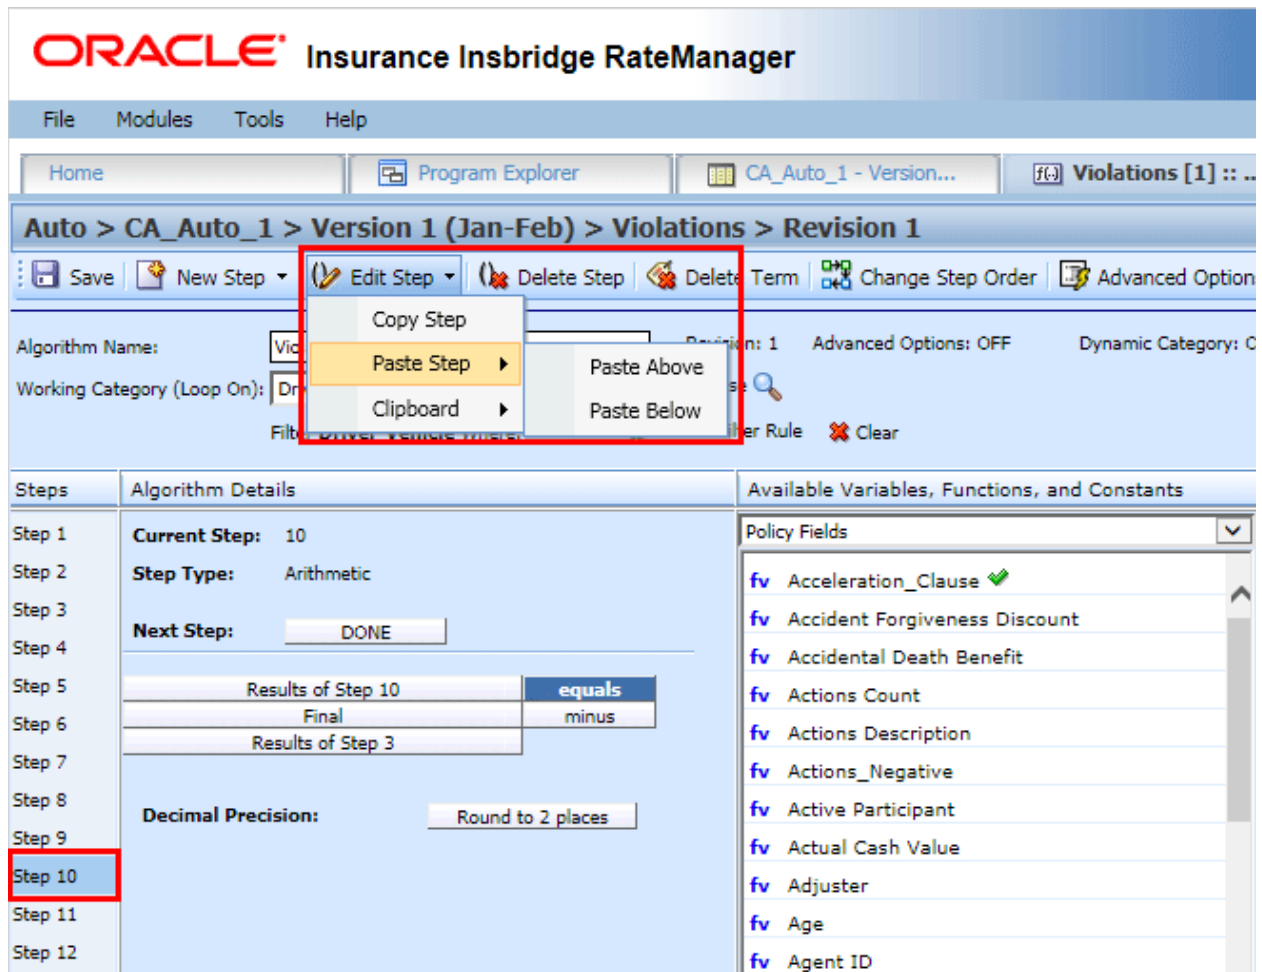 ORACLE Insurance Insbridge RateManager
File Modules Tools Help
Home Program Explorer CA_Auto_1 - Version... f(x) Violations [1] :: ...
Auto > CA_Auto_1 > Version 1 (Jan-Feb) > Violations > Revision 1
Save New Step Edit Step Delete Step Delete Term Change Step Order Advanced Option
Copy Step
Algorithm Name: Revision: 1 Advanced Options: OFF Dynamic Category:
Paste Step Paste Above
Working Category (Loop On):
Clipboard Paste Below
Driver Vehicle Rule Clear
Steps Algorithm Details Available Variables, Functions, and Constants
Step 1 Current Step: 10 Policy Fields
Step 2 Step Type: Arithmetic fv Acceleration_Clause
Step 3 fv Accident Forgiveness Discount
Step 4 Next Step: DONE fv Accidental Death Benefit
Step 5 Results of Step 10 equals fv Actions Count
Step 6 Final minus fv Actions Description
Step 7 Results of Step 3 fv Actions_Negative
Step 8 Decimal Precision: Round to 2 places fv Active Participant
Step 9 fv Actual Cash Value
Step 10 fv Adjuster
Step 11 fv Age
Step 12 fv Agent ID